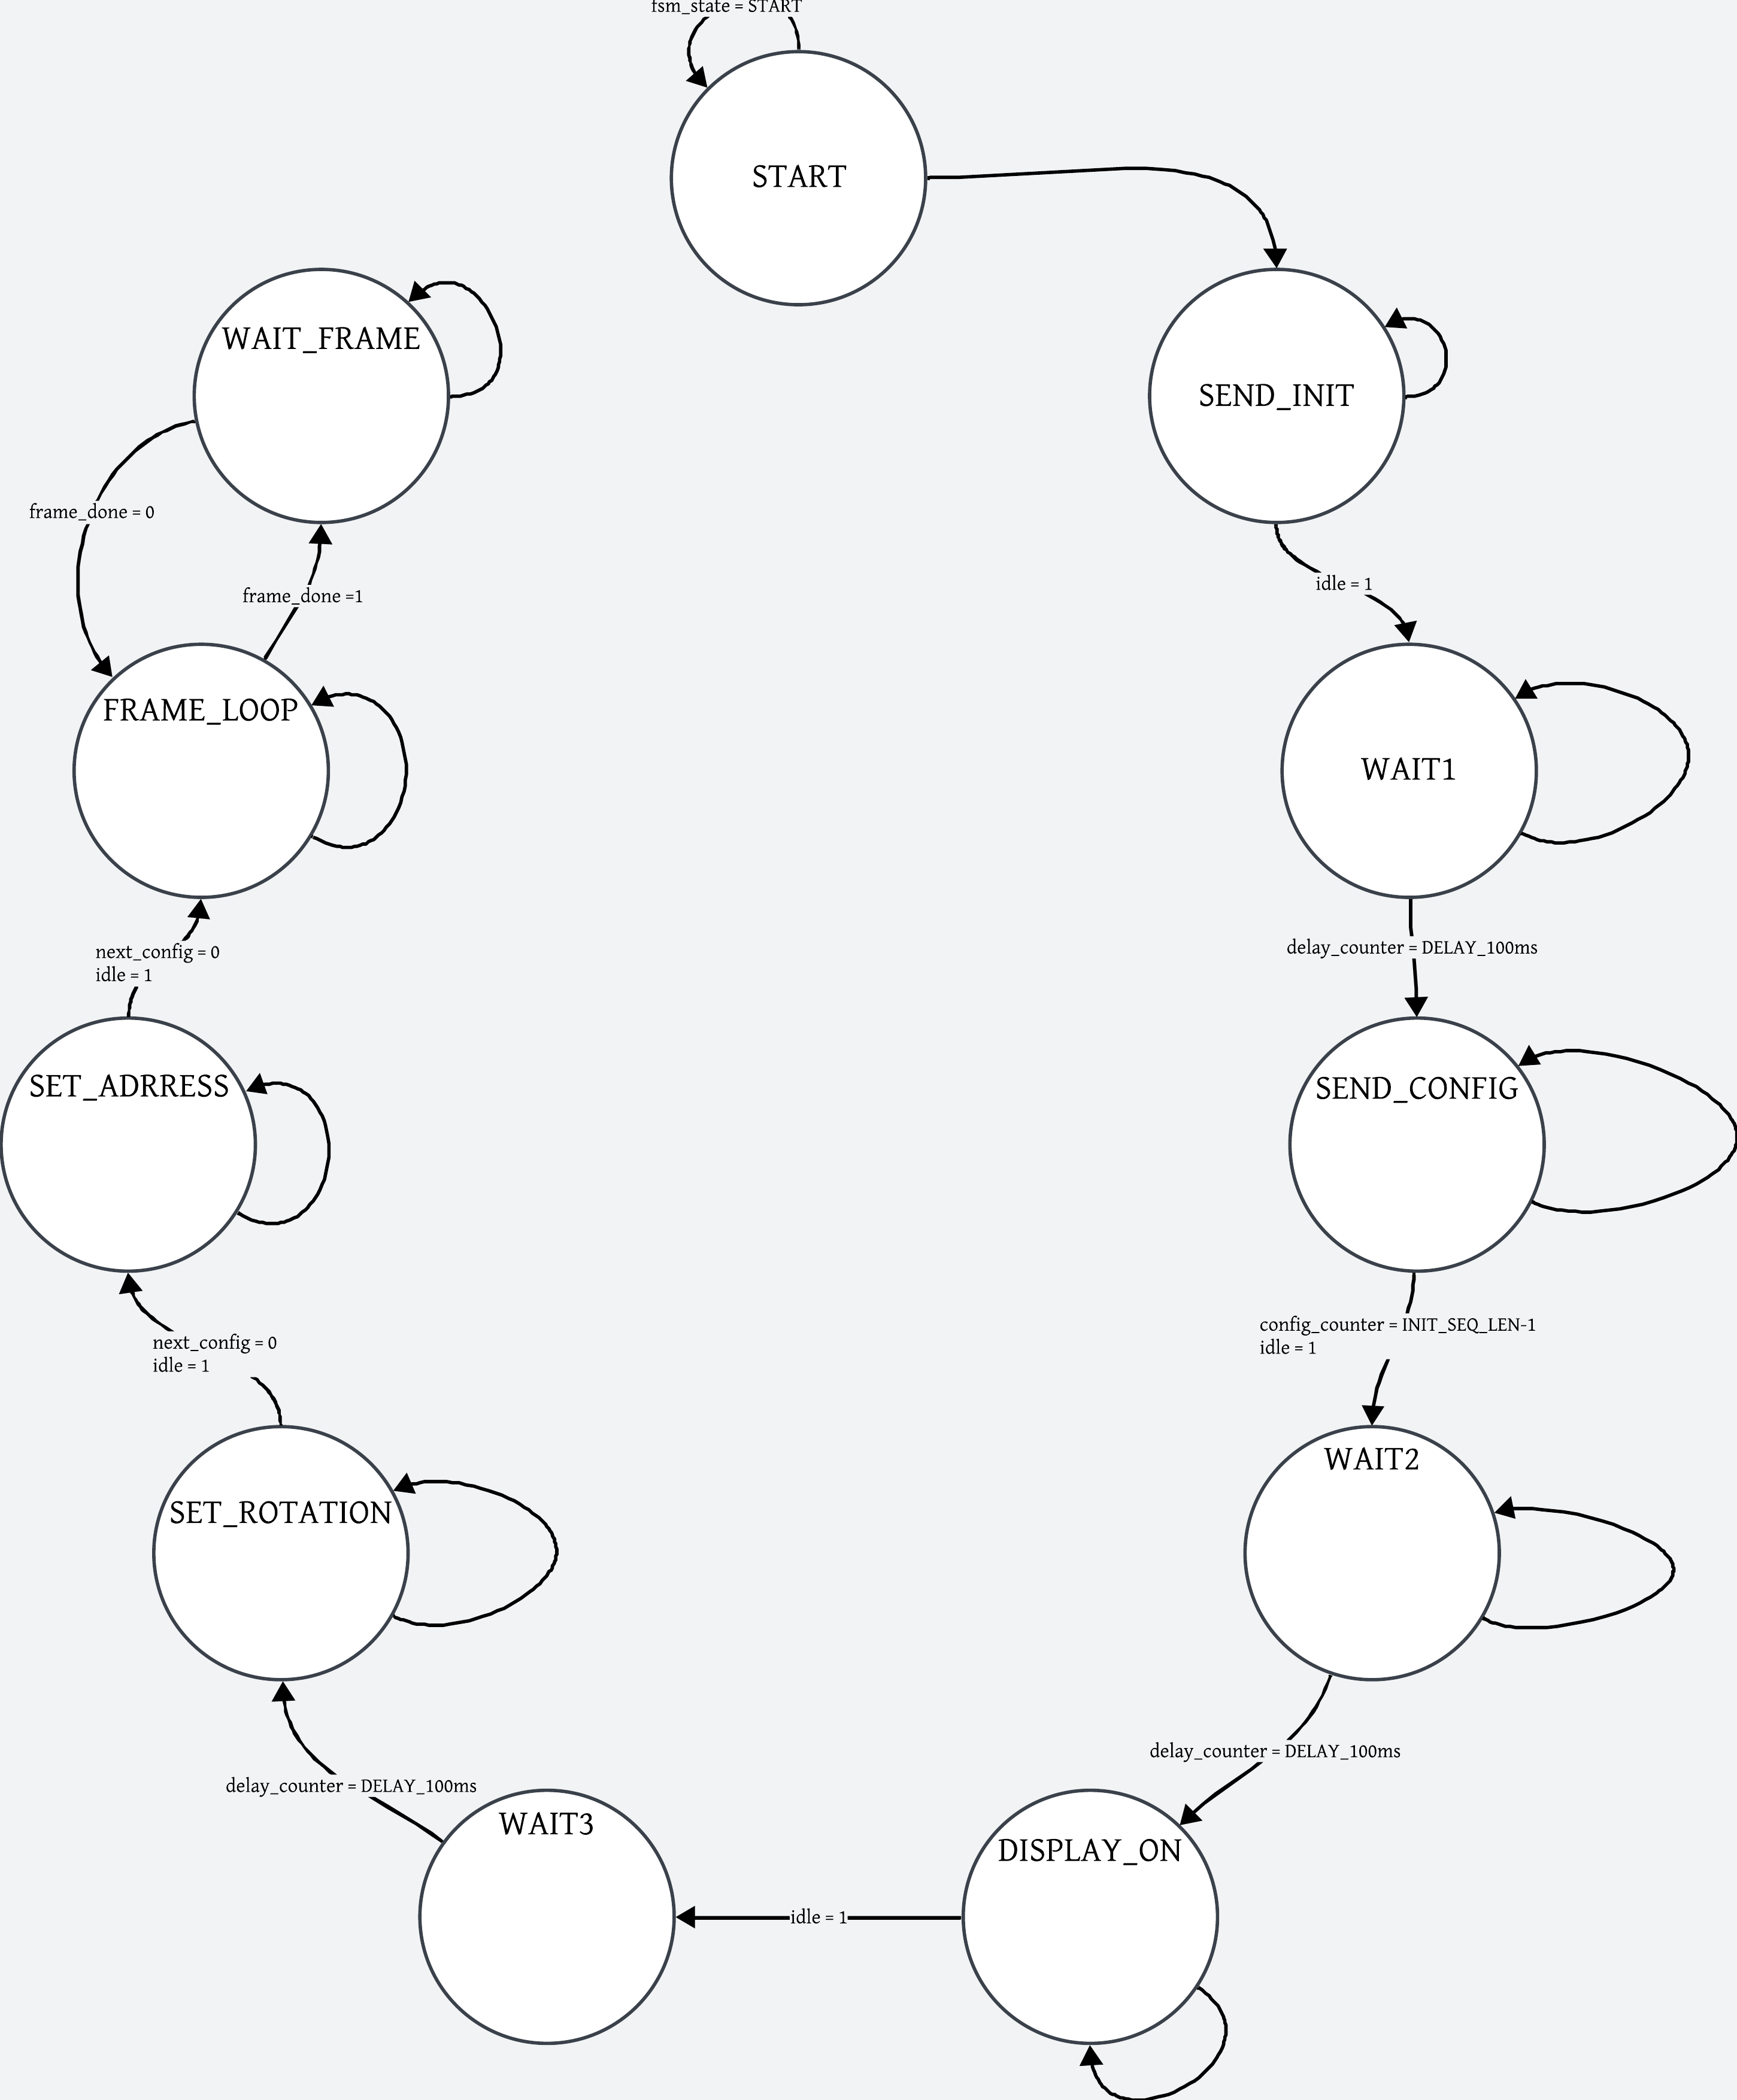 fsm_state = START
START
WAIT_FRAME
SEND_INIT
frame_done = 0
idle = 1
frame_done =1
FRAME_LOOP
WAIT1
next_config = 0
idle = 1
delay_counter = DELAY_100ms
SET_ADRRESS
SEND_CONFIG
next_config = 0
idle = 1
config_counter = INIT_SEQ_LEN-1
idle = 1
WAIT2
SET_ROTATION
delay_counter = DELAY_100ms
delay_counter = DELAY_100ms
WAIT3
DISPLAY_ON
idle = 1